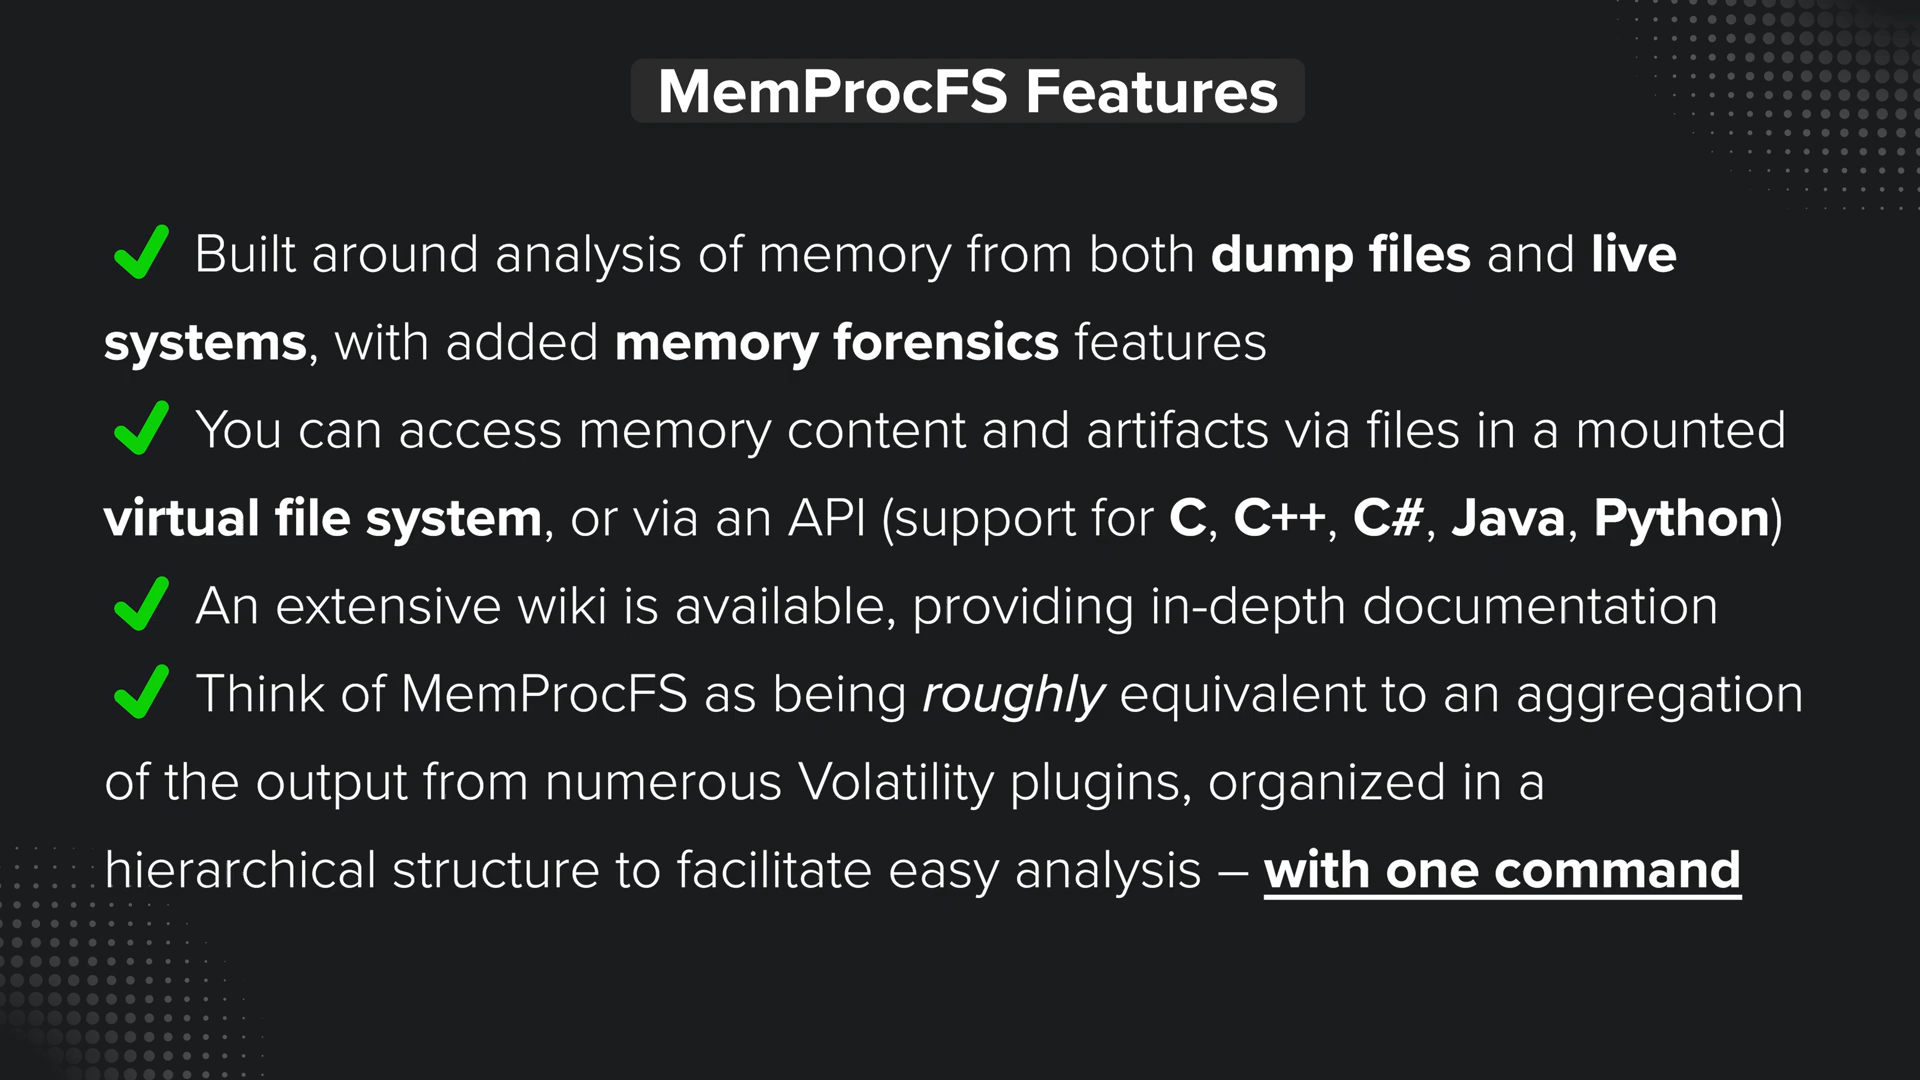 MemProcFS Features
✔ Built around analysis of memory from both dump files and live
systems, with added memory forensics features
✔ You can access memory content and artifacts via files in a mounted
virtual file system, or via an API (support for C, C++, C#, Java, Python)
✔ An extensive wiki is available, providing in-depth documentation
✔ Think of MemProcFS as being roughly equivalent to an aggregation
of the output from numerous Volatility plugins, organized in a
hierarchical structure to facilitate easy analysis – with one command